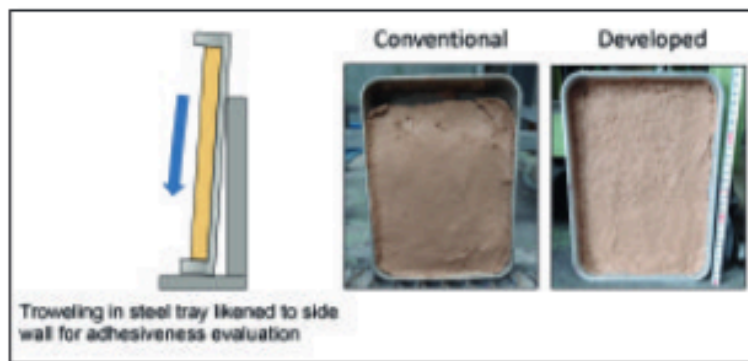 Conventional
Developed
Troweling in steel tray likened to side
wall for adhesiveness evaluation